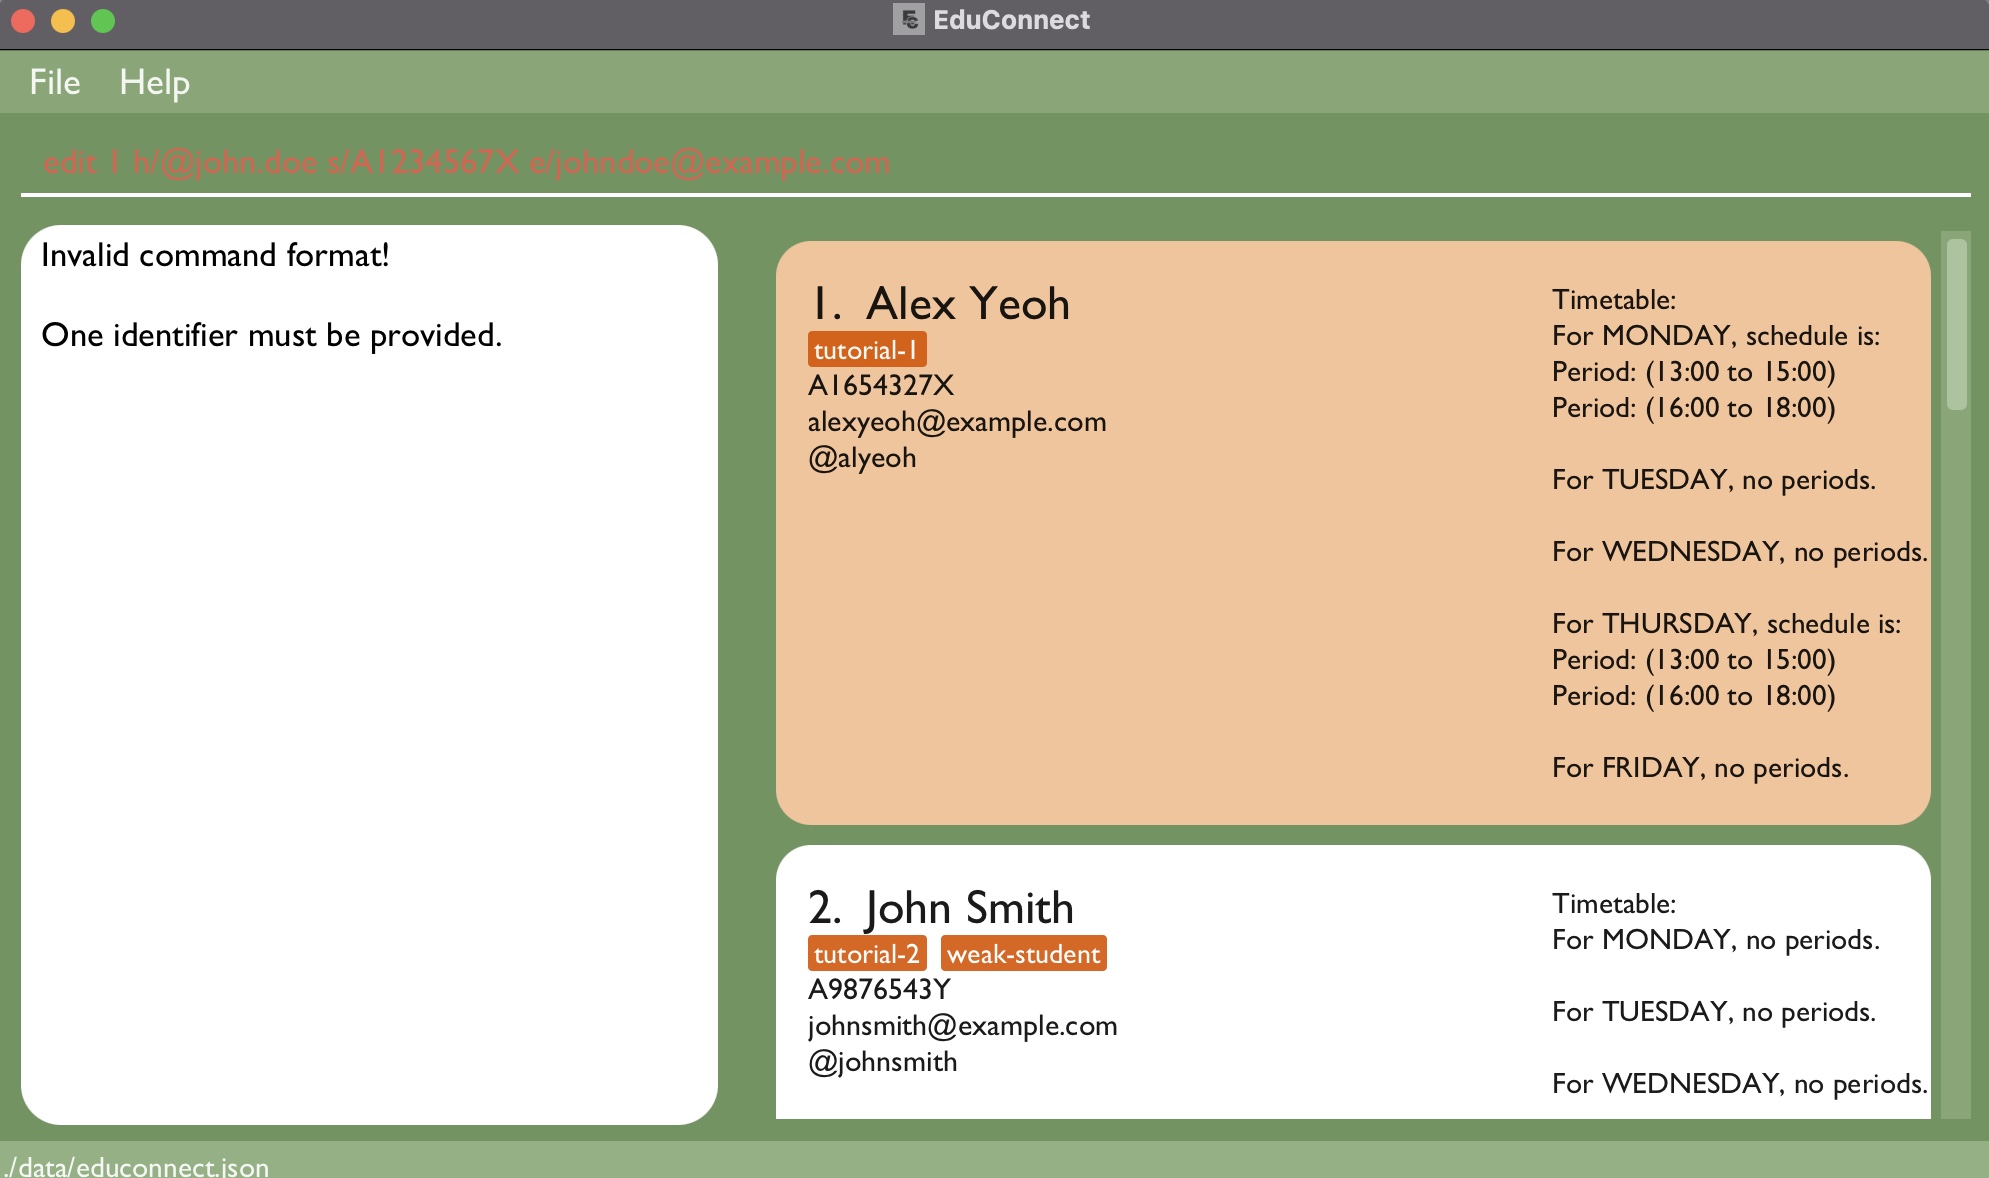 EduConnect
File Help
edit 1 h/@john.doe s/A1234567X e/johndoe@example.com
Invalid command format!
One identifier must be provided.
1. Alex Yeoh
tutorial-1
A1654327X
alexyeoh@example.com
@alyeoh
Timetable:
For MONDAY, schedule is:
Period: (13:00 to 15:00)
Period: (16:00 to 18:00)
For TUESDAY, no periods.
For WEDNESDAY, no periods.
For THURSDAY, schedule is:
Period: (13:00 to 15:00)
Period: (16:00 to 18:00)
For FRIDAY, no periods.
2. John Smith
tutorial-2 weak-student
A9876543Y
johnsmith@example.com
@johnsmith
Timetable:
For MONDAY, no periods.
For TUESDAY, no periods.
For WEDNESDAY, no periods.
./data/educonnect.json